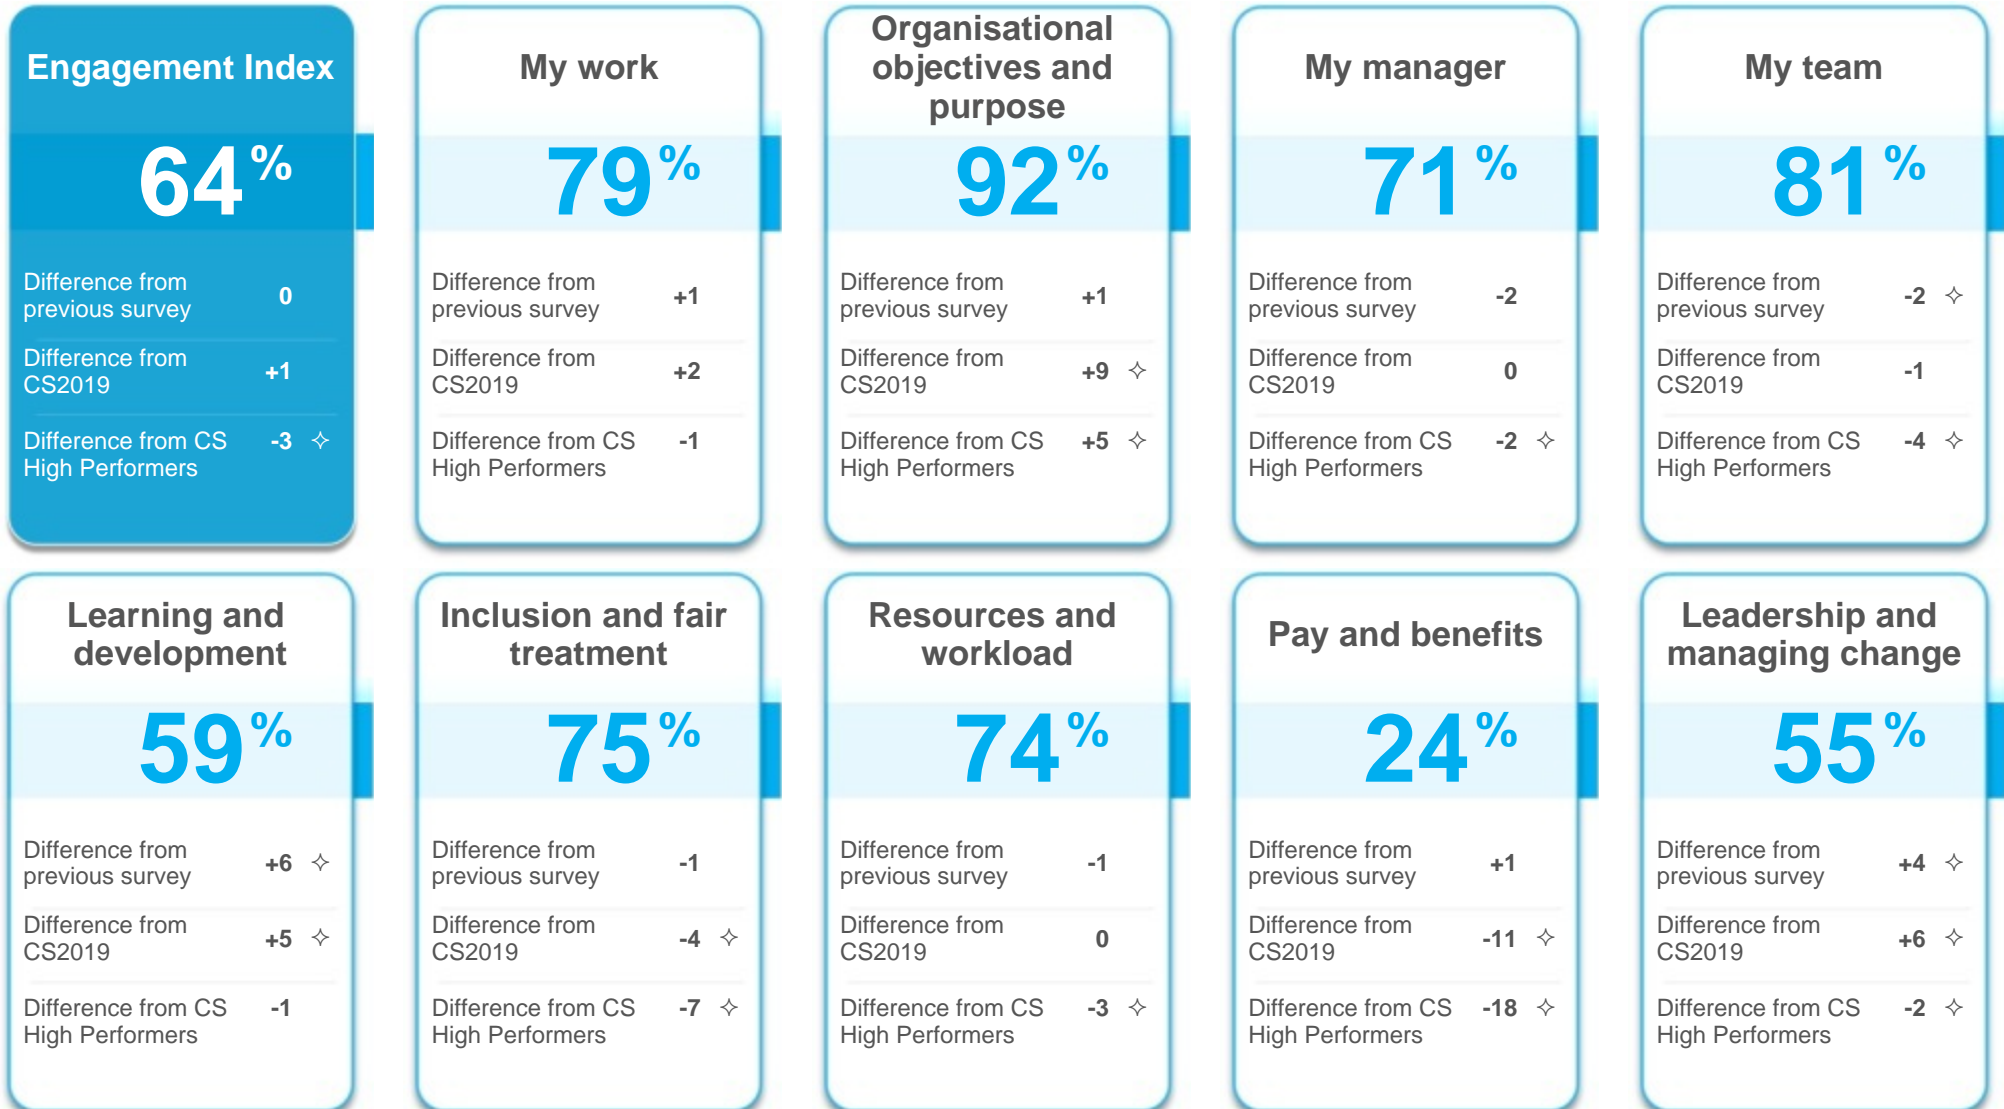 Engagement Index
64%
Difference from
previous survey 0
Difference from
CS2019 +1
Difference from CS -3 ✧
High Performers
My work
79%
Difference from
previous survey +1
Difference from
CS2019 +2
Difference from CS -1
High Performers
Organisational
objectives and
purpose
92%
Difference from
previous survey +1
Difference from
CS2019 +9 ✧
Difference from CS +5 ✧
High Performers
My manager
71%
Difference from
previous survey -2
Difference from
CS2019 0
Difference from CS -2 ✧
High Performers
My team
81%
Difference from
previous survey -2 ✧
Difference from
CS2019 -1
Difference from CS -4 ✧
High Performers
Learning and
development
59%
Difference from
previous survey +6 ✧
Difference from
CS2019 +5 ✧
Difference from CS -1
High Performers
Inclusion and fair
treatment
75%
Difference from
previous survey -1
Difference from
CS2019 -4 ✧
Difference from CS -7 ✧
High Performers
Resources and
workload
74%
Difference from
previous survey -1
Difference from
CS2019 0
Difference from CS -3 ✧
High Performers
Pay and benefits
24%
Difference from
previous survey +1
Difference from
CS2019 -11 ✧
Difference from CS -18 ✧
High Performers
Leadership and
managing change
55%
Difference from
previous survey +4 ✧
Difference from
CS2019 +6 ✧
Difference from CS -2 ✧
High Performers